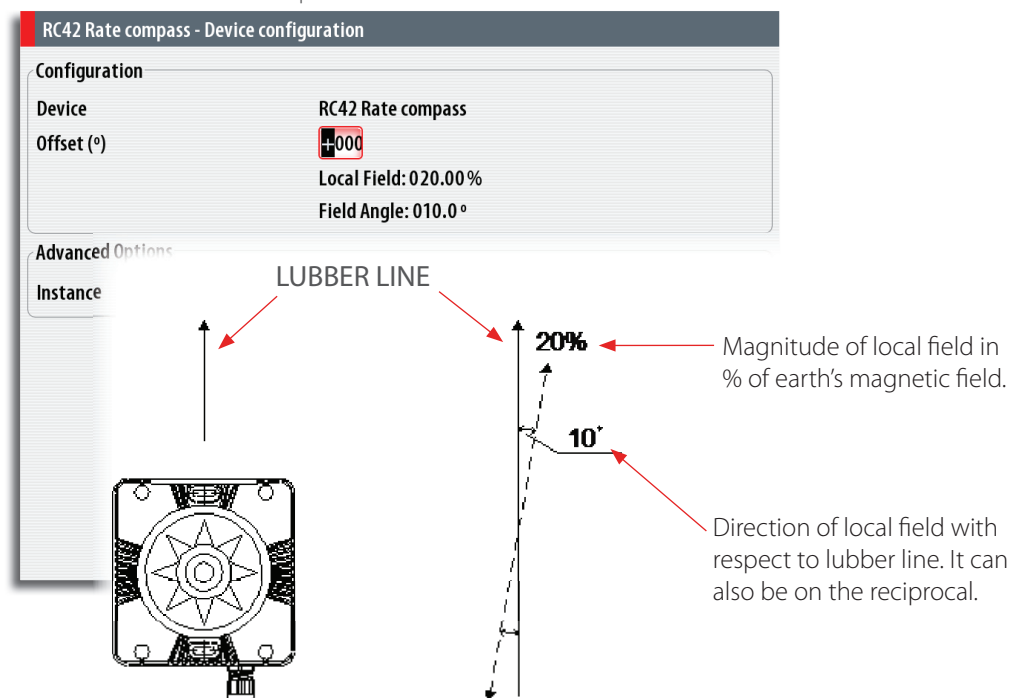 RC42 Rate compass - Device configuration
Configuration
Device RC42 Rate compass
Offset (º) +000
Local Field: 020.00%
Field Angle: 010.0 º
Advanced Options
Instance
LUBBER LINE
20%
Magnitude of local field in
% of earth’s magnetic field.
10°
Direction of local field with
respect to lubber line. It can
also be on the reciprocal.